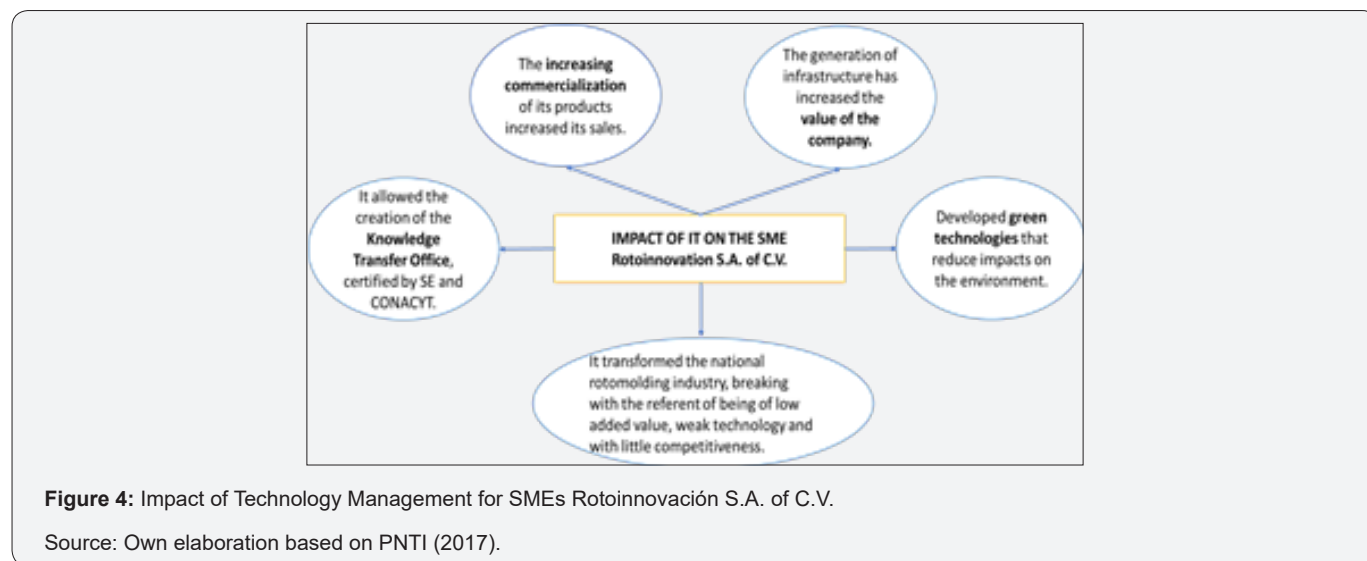 The increasing
commercialization
of its products
increased its sales.
The generation of
infrastructure has
increased the
value of the
company.
It allowed the
creation of the
Knowledge
Transfer Office,
certified by SE and
CONACYT.
IMPACT OF IT ON THE SME
Rotoinnovation S.A. of C.V.
Developed green
technologies that
reduce impacts on
the environment.
It transformed the national
rotomolding industry, breaking
with the referent of being of low
added value, weak technology and
with little competitiveness.
Figure 4: Impact of Technology Management for SMEs Rotoinnovación S.A. of C.V.
Source: Own elaboration based on PNTI (2017).